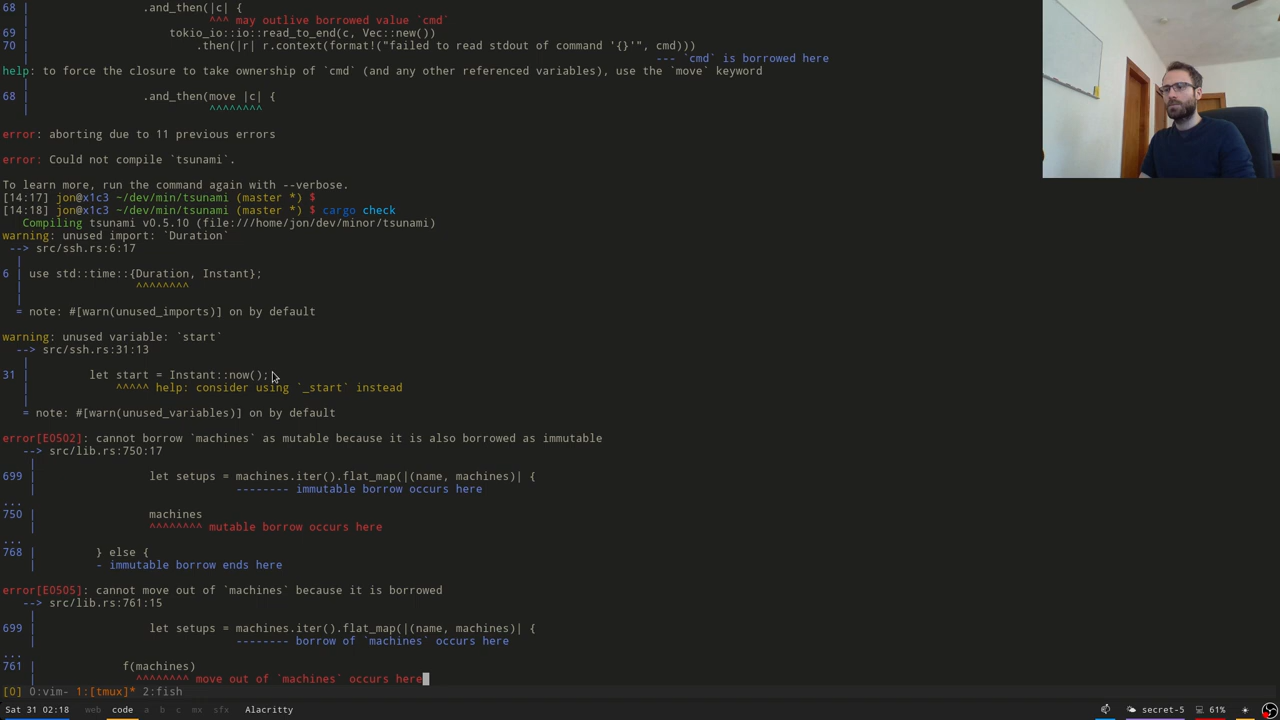 68 |                 .and_then(|c| {
   |                           ^^^ may outlive borrowed value `cmd`
69 |                     tokio_io::io::read_to_end(c, Vec::new())
70 |                         .then(|r| r.context(format!("failed to read stdout of command '{}'", cmd)))
   |                                                                                              --- `cmd` is borrowed here
help: to force the closure to take ownership of `cmd` (and any other referenced variables), use the `move` keyword
   |
68 |                 .and_then(move |c| {
   |                           ^^^^^^^^
error: aborting due to 11 previous errors
error: Could not compile `tsunami`.
To learn more, run the command again with --verbose.
[14:17] jon@x1c3 ~/dev/min/tsunami (master *) $
[14:18] jon@x1c3 ~/dev/min/tsunami (master *) $ cargo check
   Compiling tsunami v0.5.10 (file:///home/jon/dev/minor/tsunami)
warning: unused import: `Duration`
 --> src/ssh.rs:6:17
  |
6 | use std::time::{Duration, Instant};
  |                 ^^^^^^^^
  |
  = note: #[warn(unused_imports)] on by default
warning: unused variable: `start`
  --> src/ssh.rs:31:13
   |
31 |         let start = Instant::now();
   |             ^^^^^ help: consider using `_start` instead
   |
   = note: #[warn(unused_variables)] on by default
error[E0502]: cannot borrow `machines` as mutable because it is also borrowed as immutable
   --> src/lib.rs:750:17
    |
699 |                 let setups = machines.iter().flat_map(|(name, machines)| {
    |                              -------- immutable borrow occurs here
...
750 |                 machines
    |                 ^^^^^^^^ mutable borrow occurs here
...
768 |         } else {
    |         - immutable borrow ends here
error[E0505]: cannot move out of `machines` because it is borrowed
   --> src/lib.rs:761:15
    |
699 |                 let setups = machines.iter().flat_map(|(name, machines)| {
    |                              -------- borrow of `machines` occurs here
...
761 |             f(machines)
    |               ^^^^^^^^ move out of `machines` occurs here
[0] 0:vim- 1:[tmux]* 2:fish
Sat 31 02:18 web code a b c mx sfx Alacritty secret-5 61%